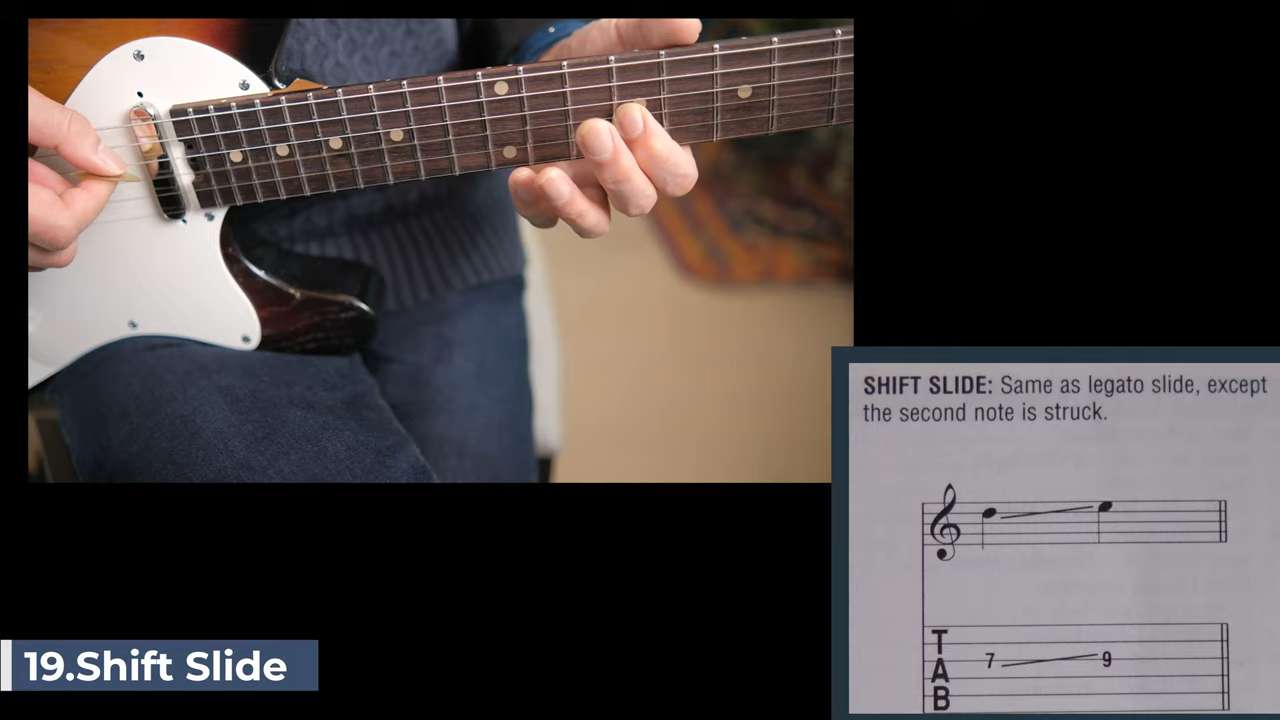 SHIFT SLIDE: Same as legato slide, except
the second note is struck.
T
A
B
7 9
19.Shift Slide